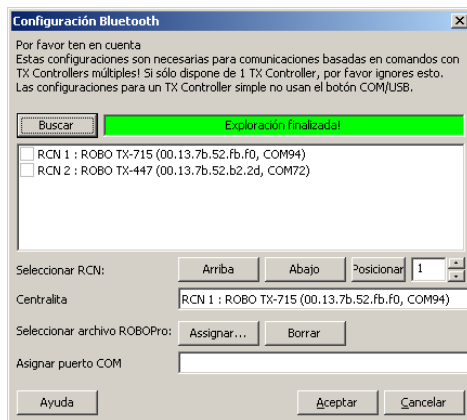 Configuración Bluetooth
Por favor ten en cuenta
Estas configuraciones son necesarias para comunicaciones basadas en comandos con
TX Controllers múltiples! Si sólo dispone de 1 TX Controller, por favor ignores esto.
Las configuraciones para un TX Controller simple no usan el botón COM/USB.
Buscar Exploración finalizada!
RCN 1 : ROBO TX-715 (00.13.7b.52.fb.f0, COM94)
RCN 2 : ROBO TX-447 (00.13.7b.52.b2.2d, COM72)
Seleccionar RCN: Arriba Abajo Posicionar 1
Centralita RCN 1 : ROBO TX-715 (00.13.7b.52.fb.f0, COM94)
Seleccionar archivo ROBOPro: Assignar... Borrar
Asignar puerto COM
Ayuda Aceptar Cancelar